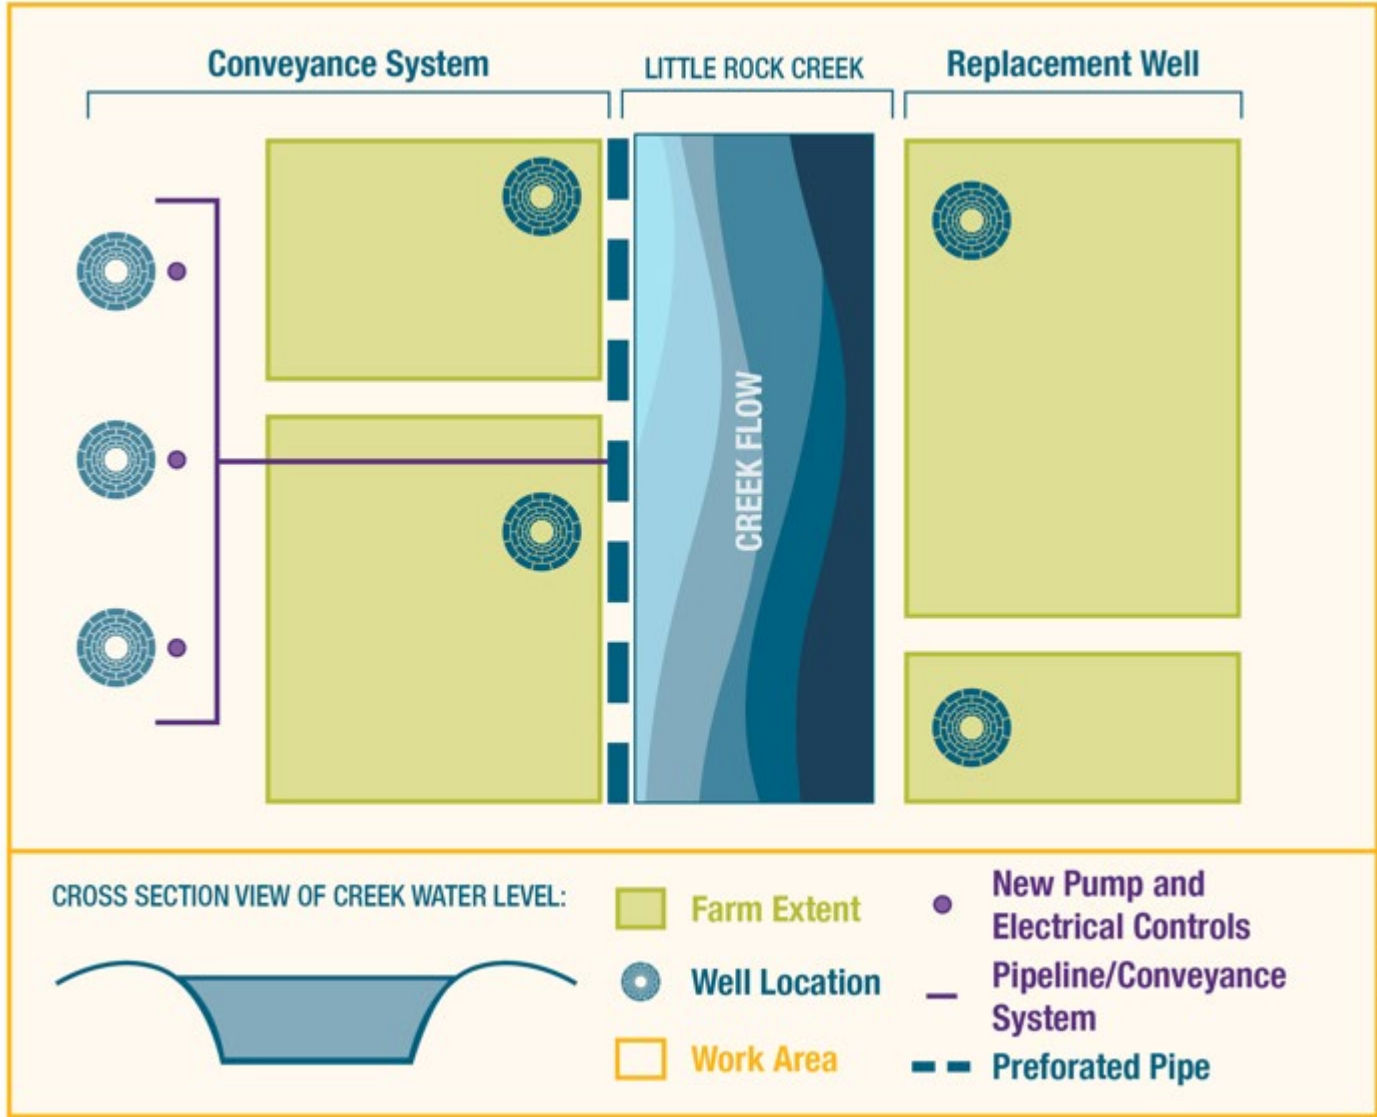 Conveyance System
LITTLE ROCK CREEK
Replacement Well
CREEK FLOW
CROSS SECTION VIEW OF CREEK WATER LEVEL:
Farm Extent
Well Location
Work Area
New Pump and
Electrical Controls
Pipeline/Conveyance
System
Preforated Pipe